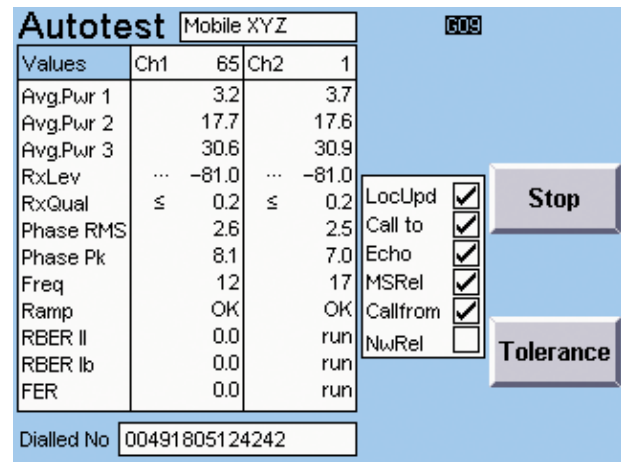 Autotest Mobile XYZ G09
Values Ch1 65 Ch2 1
Avg.Pwr 1 3.2 3.7
Avg.Pwr 2 17.7 17.6
Avg.Pwr 3 30.6 30.9
RxLev ... −81.0 ... −81.0
RxQual ≤ 0.2 ≤ 0.2
Phase RMS 2.6 2.5
Phase Pk 8.1 7.0
Freq 12 17
Ramp OK OK
RBER II 0.0 run
RBER Ib 0.0 run
FER 0.0 run
LocUpd
Call to
Echo
MSRel
Callfrom
NwRel
Stop
Tolerance
Dialled No 00491805124242